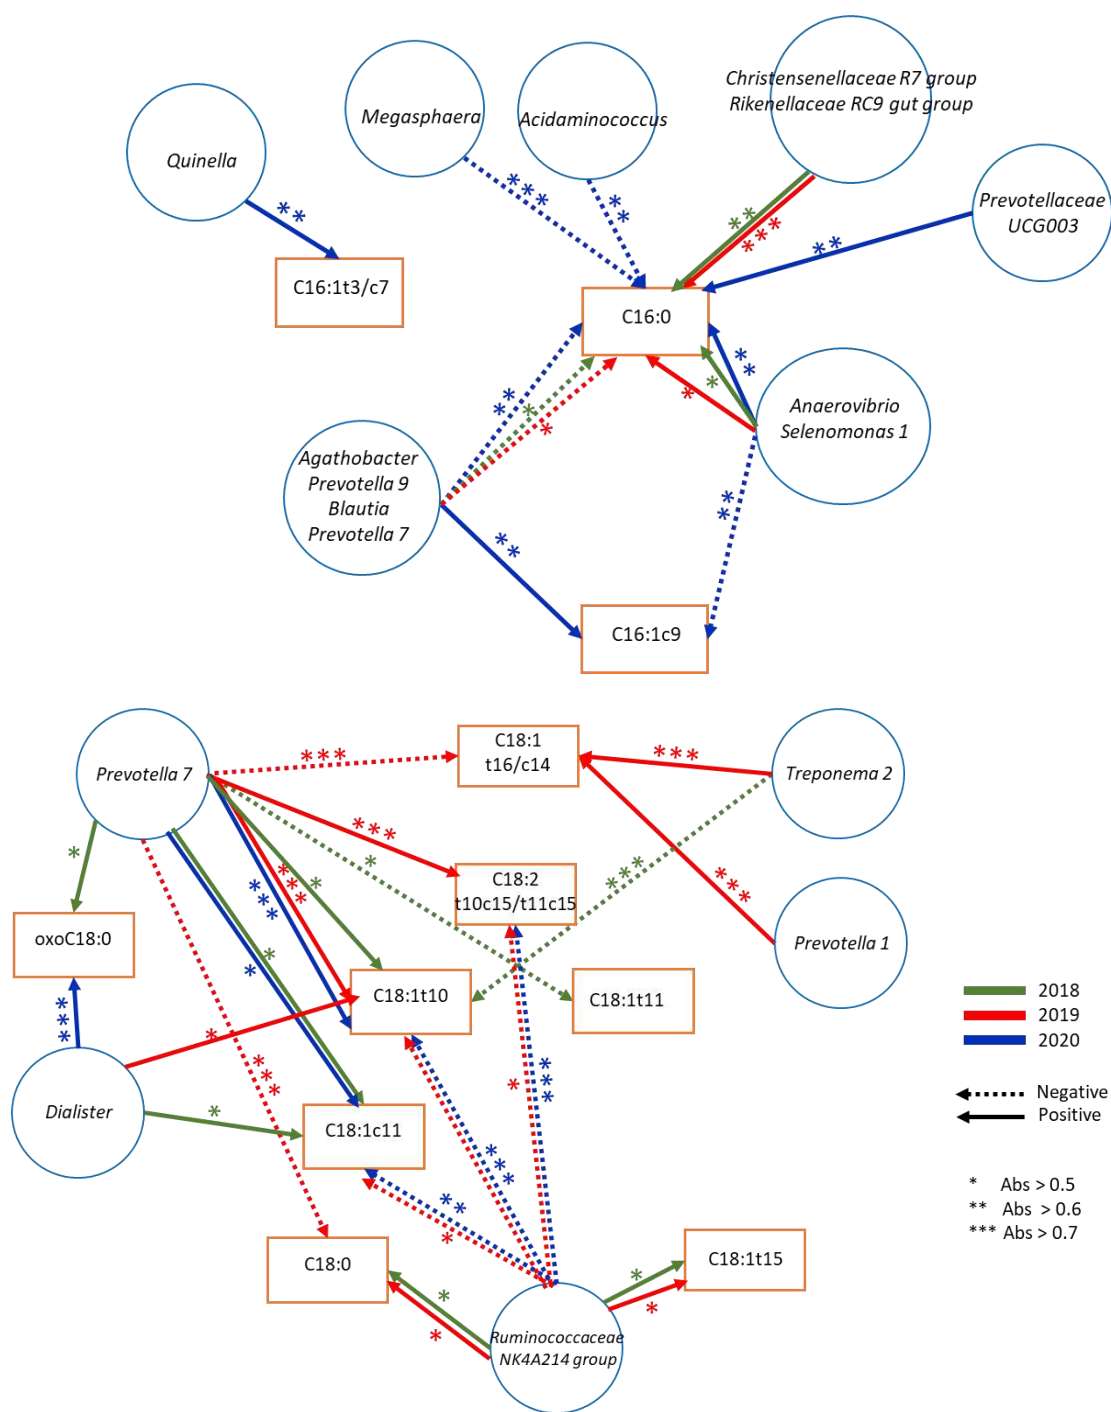 Christensenellaceae R7 group
Rikenellaceae RC9 gut group
Megasphaera
Acidaminococcus
Quinella
***
**
**
**
***
Prevotellaceae
UCG003
**
C16:1t3/c7
C16:0
**
*
*
**
*
*
Anaerovibrio
Selenomonas 1
Agathobacter
Prevotella 9
Blautia
Prevotella 7
**
**
C16:1c9
Prevotella 7
***
C18:1
t16/c14
***
Treponema 2
***
*
*
***
***
*
***
C18:2
t10c15/t11c15
***
Prevotella 1
oxoC18:0
*
*
C18:1t10
C18:1t11
2018
2019
2020
***
*
***
*
***
Dialister
*
C18:1c11
***
Negative
Positive
**
*
* Abs > 0.5
** Abs > 0.6
*** Abs > 0.7
C18:0
C18:1t15
*
*
*
*
Ruminococcaceae
NK4A214 group